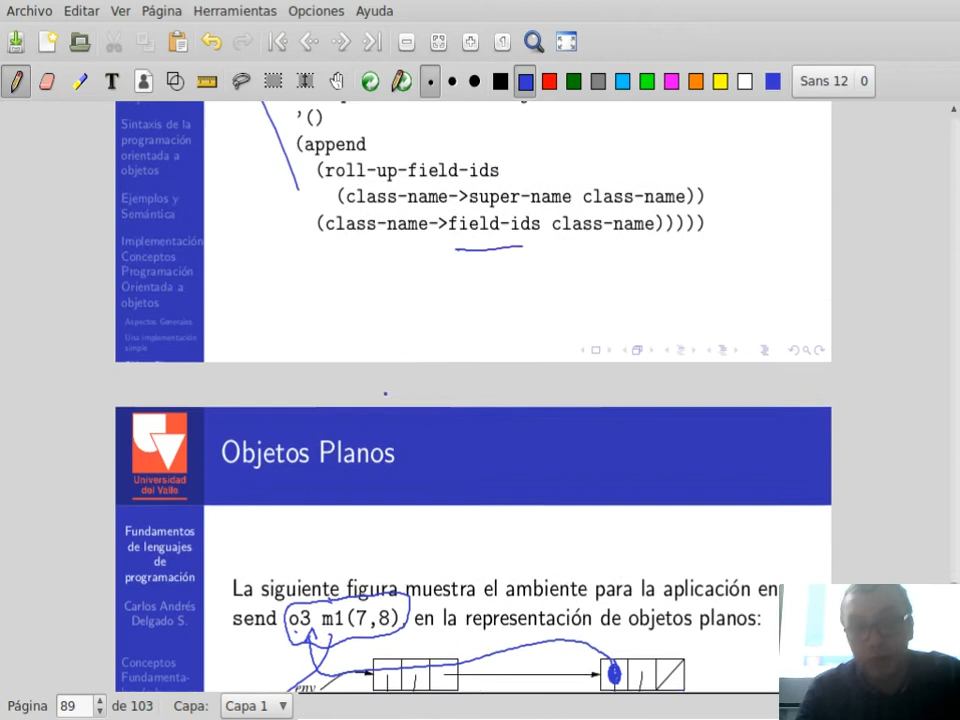 Archivo Editar Ver Página Herramientas Opciones Ayuda
Sans 12 0
'()
(append
(roll-up-field-ids
(class-name->super-name class-name))
(class-name->field-ids class-name)))))
Sintaxis de la
programación
orientada a
objetos
Ejemplos y
Semántica
Implementación
Conceptos
Programación
Orientada a
objetos
Aspectos Generales
Una implementación
simple
Objetos Planos
Universidad
del Valle
Fundamentos
de lenguajes
de
programación
Carlos Andrés
Delgado S.
Conceptos
Fundamenta-
La siguiente figura muestra el ambiente para la aplicación en
send o3 m1(7,8), en la representación de objetos planos:
env
Página 89 de 103 Capa: Capa 1